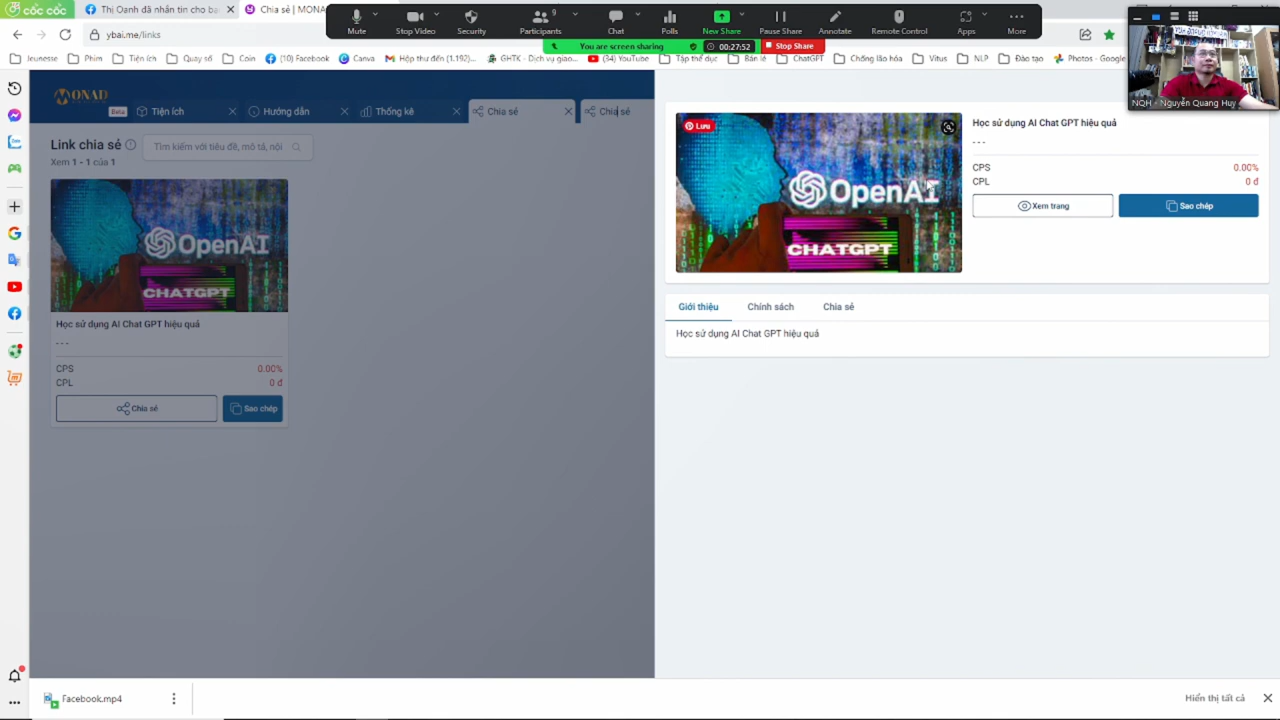 cốc cốc
Thị Oanh đã nhắn tin cho bạ
Chia sẻ | MONA
Mute
Stop Video
Security
9
Participants
Chat
Polls
New Share
Pause Share
Annotate
Remote Control
Apps
More
ybai.me/links
You are screen sharing
00:27:52
Stop Share
Jeunesse
Tiện ích
Quay số
Coin
(10) Facebook
Canva
Hộp thư đến (1.192)...
GHTK - Dịch vụ giao...
(34) YouTube
Tập thể dục
Bán lẻ
ChatGPT
Chống lão hóa
Vitus
NLP
Đào tạo
Photos - Google
NQH - Nguyễn Quang Huy
MONAD
Beta
Tiện ích
Hướng dẫn
Thống kê
Chia sẻ
Chia sẻ
Link chia sẻ
Xem 1 - 1 của 1
Tìm kiếm với tiêu đề, mô tả, nội
OpenAI
CHATGPT
Học sử dụng AI Chat GPT hiệu quả
- - -
CPS
0.00%
CPL
0 đ
Chia sẻ
Sao chép
Lưu
OpenAI
CHATGPT
Học sử dụng AI Chat GPT hiệu quả
- - -
CPS
0.00%
CPL
0 đ
Xem trang
Sao chép
Giới thiệu
Chính sách
Chia sẻ
Học sử dụng AI Chat GPT hiệu quả
Facebook.mp4
Hiển thị tất cả